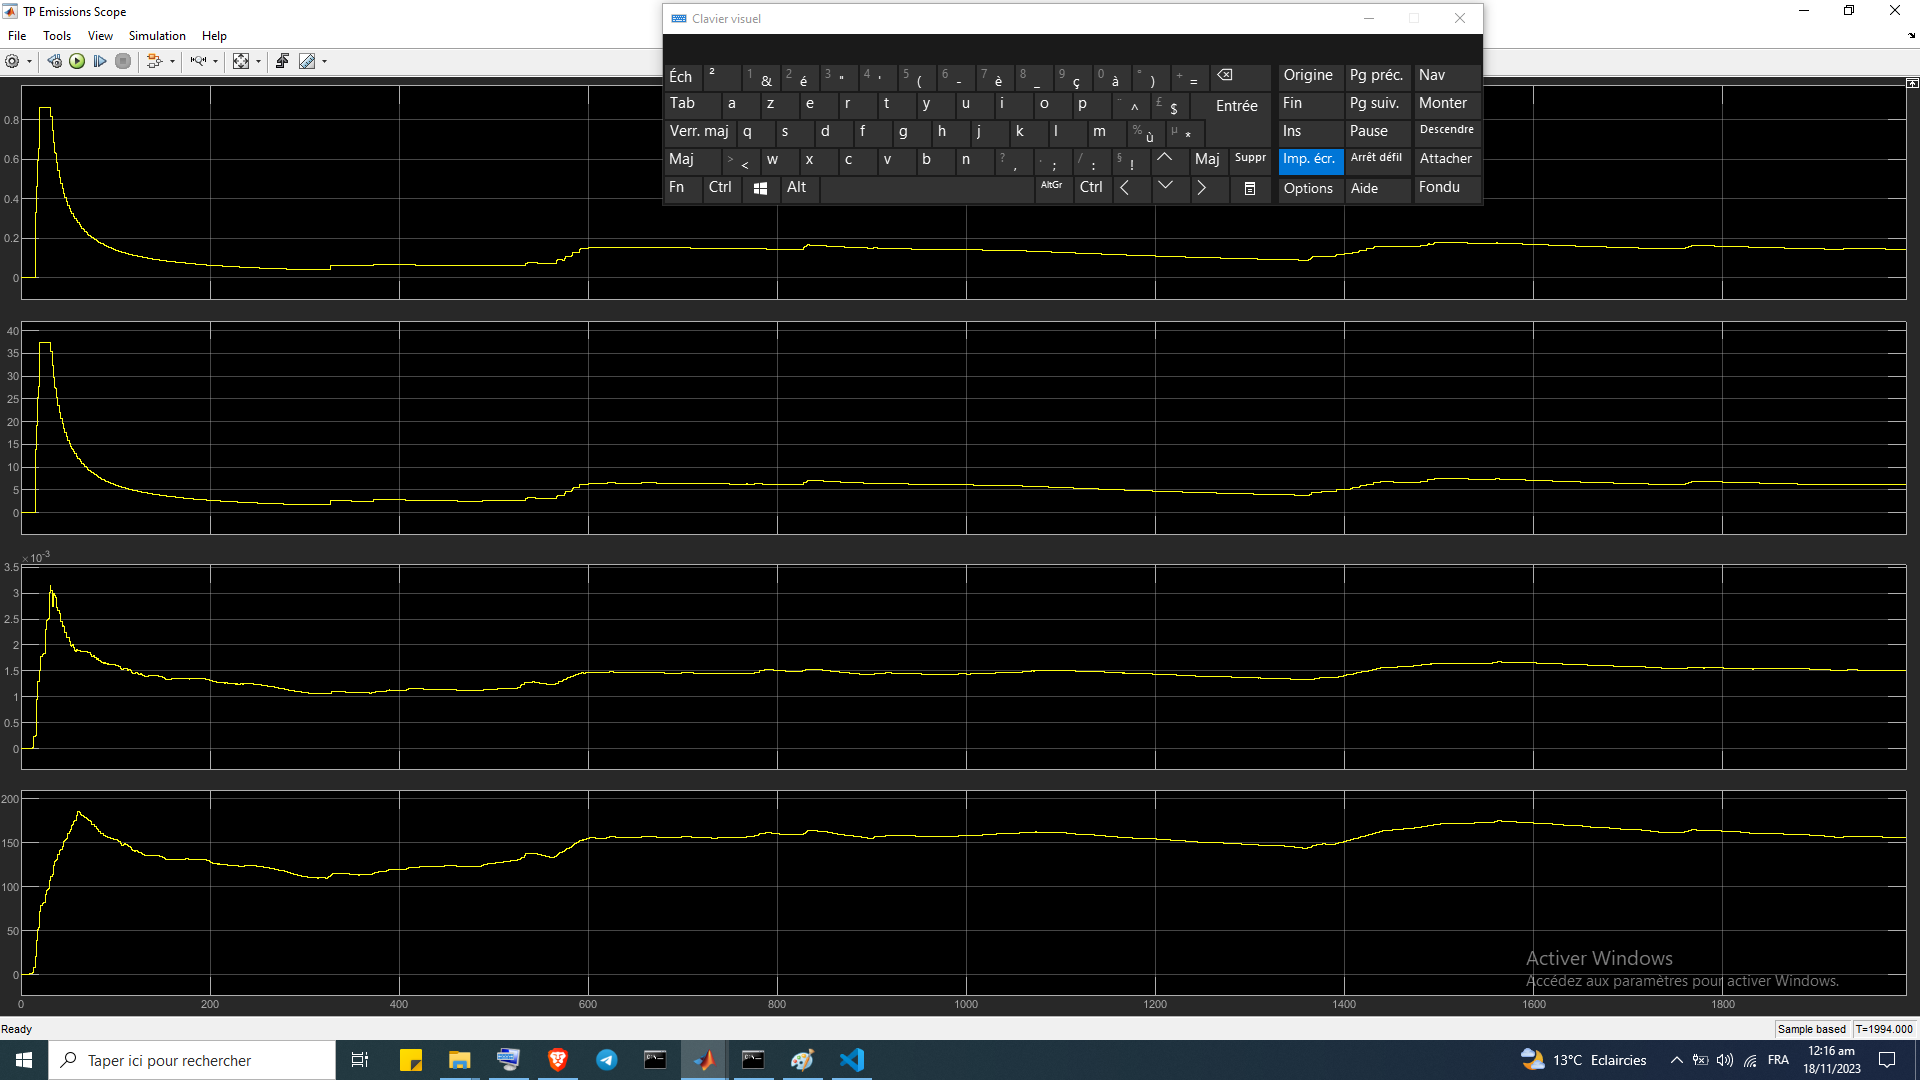 TP Emissions Scope
File Tools View Simulation Help
Clavier visuel
Éch ² 1 & 2 é 3 " 4 ' 5 ( 6 - 7 è 8 _ 9 ç 0 à ° ) + = Origine Pg préc. Nav
Tab a z e r t y u i o p ¨ ^ £ $ Entrée Fin Pg suiv. Monter
Verr. maj q s d f g h j k l m % ù µ * Ins Pause Descendre
Maj > < w x c v b n ? , . ; / : § ! Maj Suppr Imp. écr. Arrêt défil Attacher
Fn Ctrl Alt AltGr Ctrl Options Aide Fondu
0.8
0.6
0.4
0.2
0
40
35
30
25
20
15
10
5
0
×10-3
3.5
3
2.5
2
1.5
1
0.5
0
200
150
100
50
0
0 200 400 600 800 1000 1200 1400 1600 1800
Activer Windows
Accédez aux paramètres pour activer Windows.
Ready
Sample based T=1994.000
Taper ici pour rechercher
13°C Eclaircies
FRA
12:16 am
18/11/2023